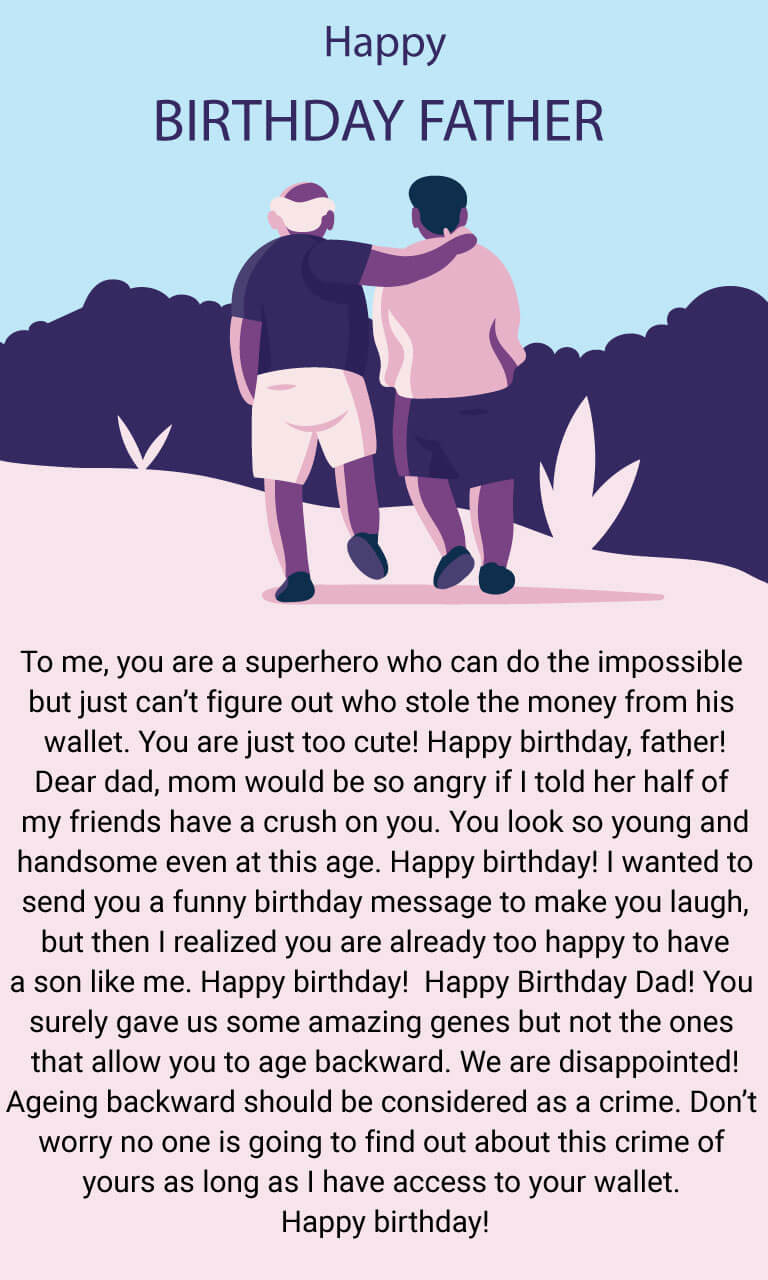 Happy
BIRTHDAY FATHER
To me, you are a superhero who can do the impossible
but just can’t figure out who stole the money from his
wallet. You are just too cute! Happy birthday, father!
Dear dad, mom would be so angry if I told her half of
my friends have a crush on you. You look so young and
handsome even at this age. Happy birthday! I wanted to
send you a funny birthday message to make you laugh,
but then I realized you are already too happy to have
a son like me. Happy birthday!  Happy Birthday Dad! You
surely gave us some amazing genes but not the ones
that allow you to age backward. We are disappointed!
Ageing backward should be considered as a crime. Don’t
worry no one is going to find out about this crime of
yours as long as I have access to your wallet.
Happy birthday!